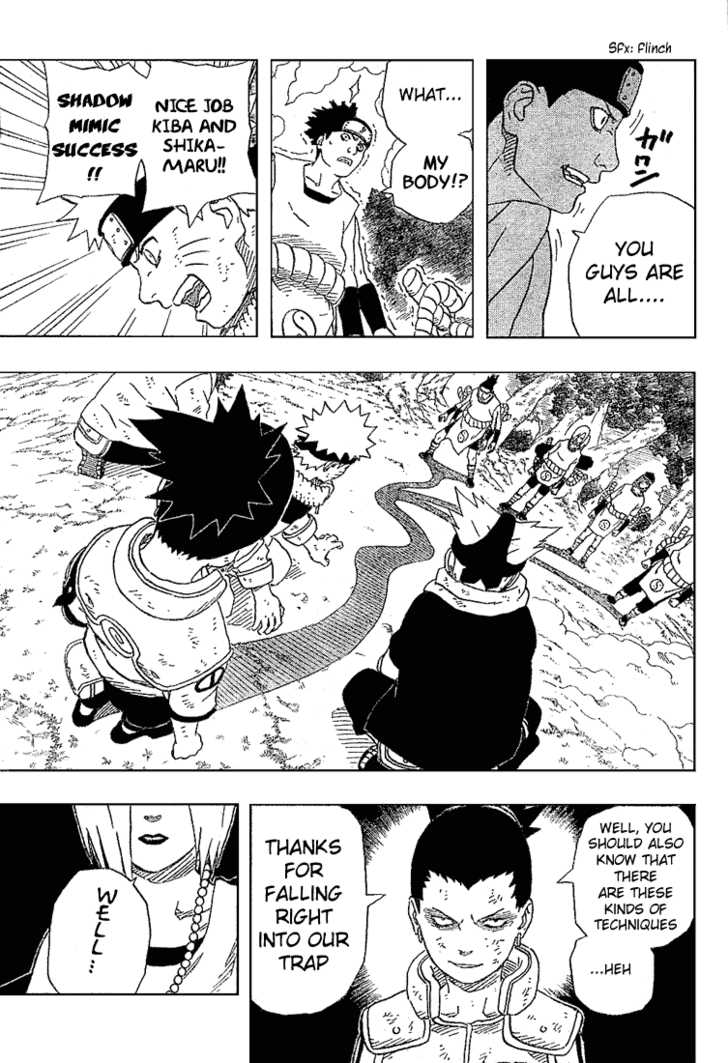 Sfx: flinch
ガクン
YOU
GUYS ARE
ALL....
WHAT...
MY
BODY!?
NICE JOB
KIBA AND
SHIKA-
MARU!!
SHADOW
MIMIC
SUCCESS
!!
WELL, YOU
SHOULD ALSO
KNOW THAT
THERE
ARE THESE
KINDS OF
TECHNIQUES
...HEH
THANKS
FOR
FALLING
RIGHT
INTO OUR
TRAP
WELL...